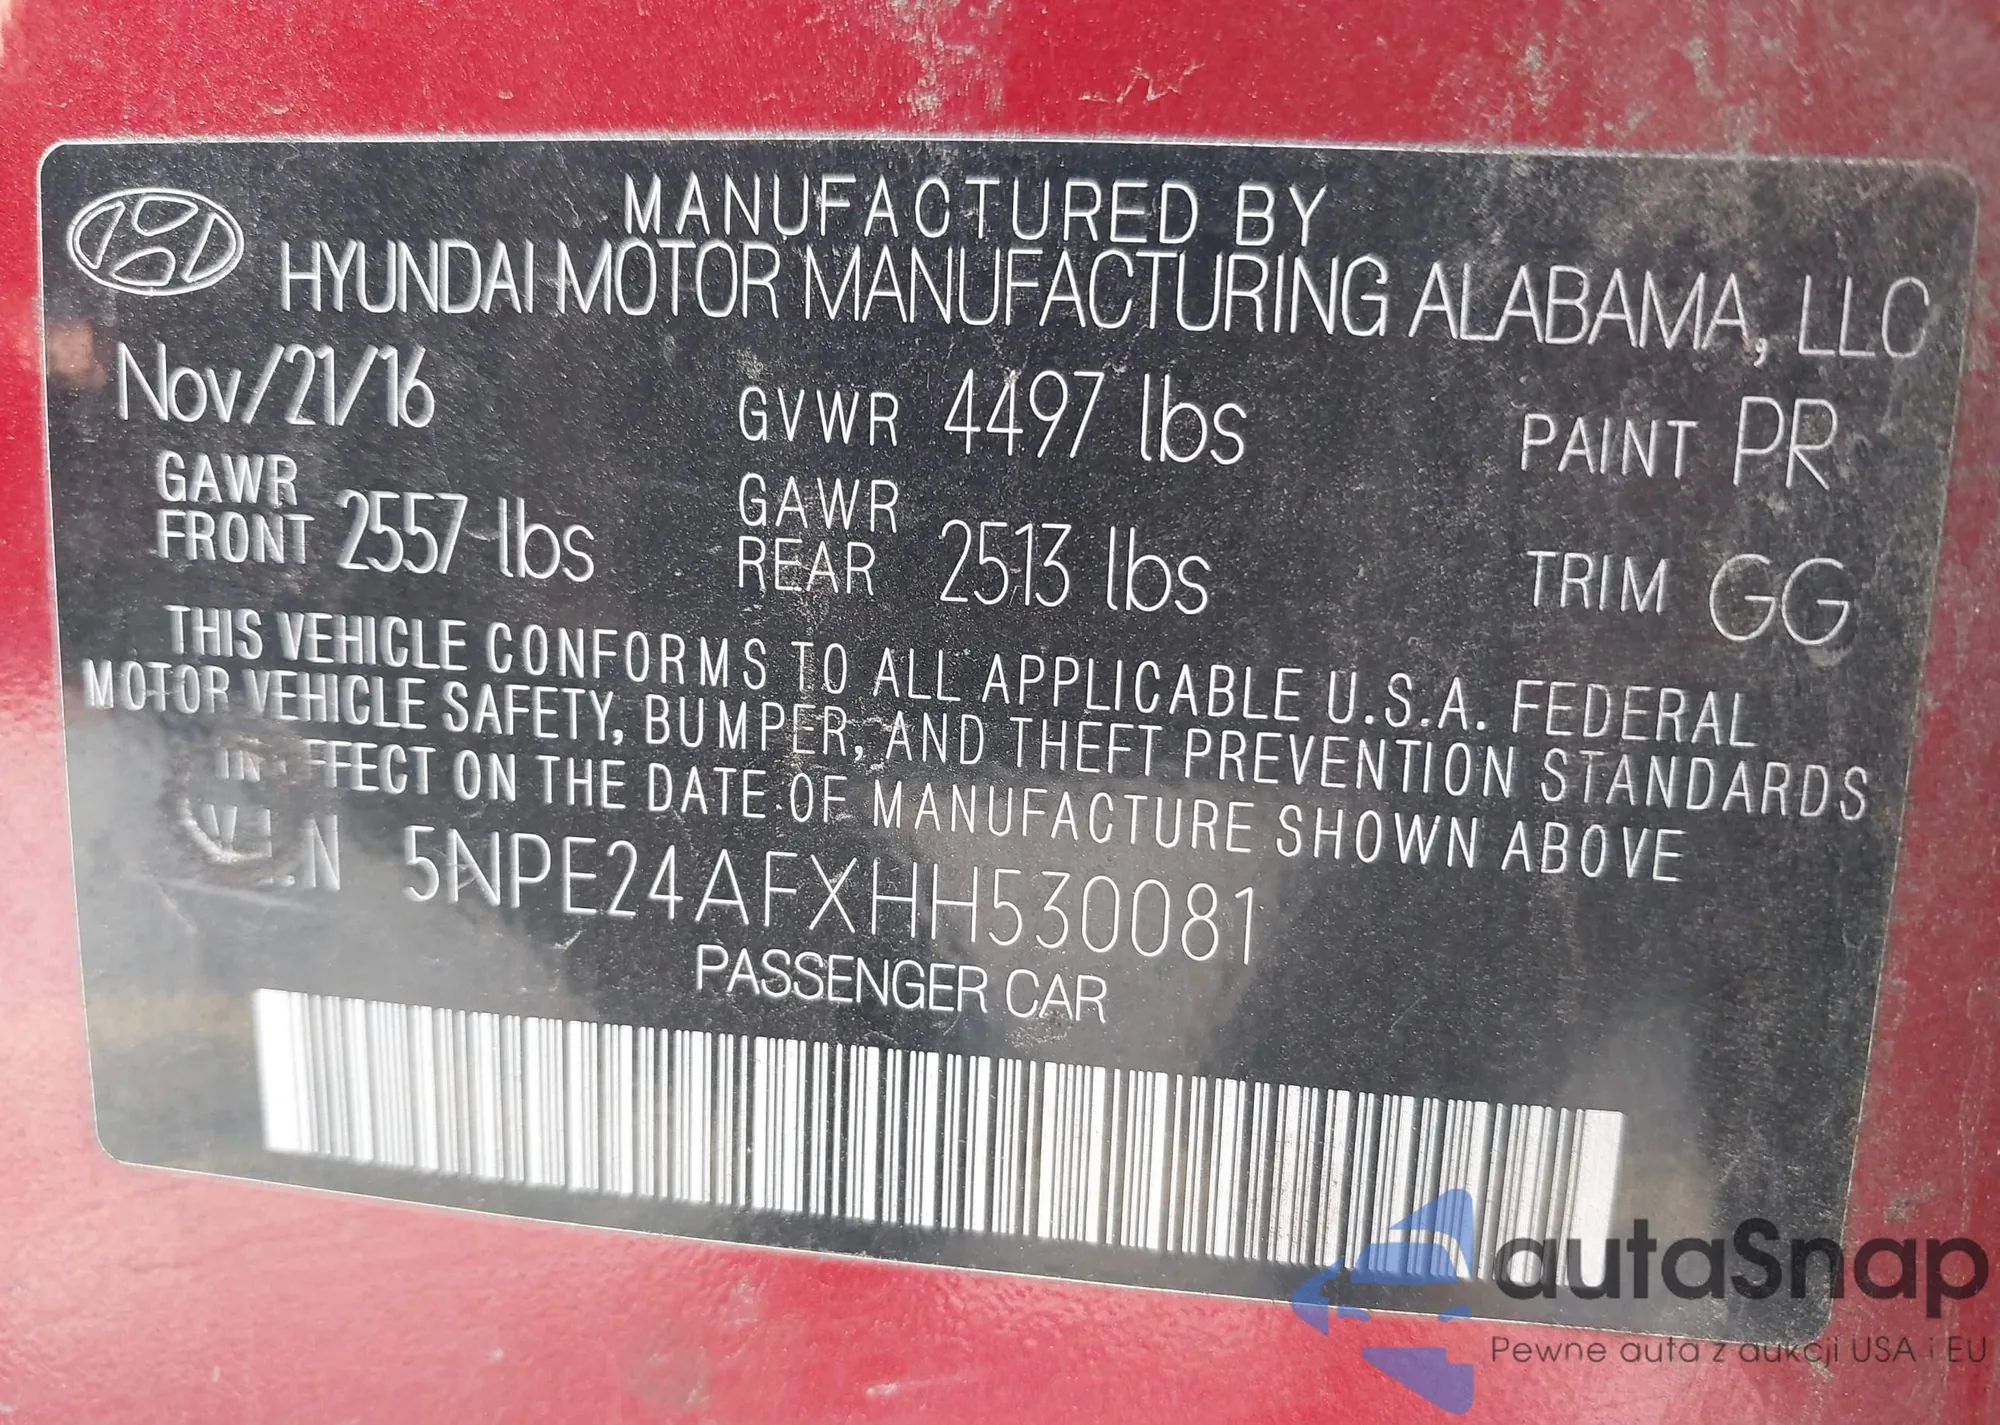 MANUFACTURED BY
HYUNDAI MOTOR MANUFACTURING ALABAMA, LLC
Nov/21/16 GVWR 4497 lbs PAINT PR
GAWR FRONT 2557 lbs GAWR REAR 2513 lbs TRIM GG
THIS VEHICLE CONFORMS TO ALL APPLICABLE U.S.A. FEDERAL
MOTOR VEHICLE SAFETY, BUMPER, AND THEFT PREVENTION STANDARDS
IN EFFECT ON THE DATE OF MANUFACTURE SHOWN ABOVE
V.I.N 5NPE24AFXHH530081
PASSENGER CAR
autaSnap
Pewne auta z aukcji USA i EU